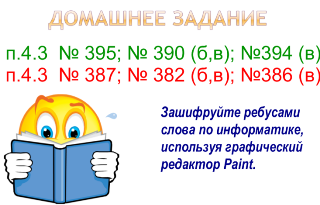 ДОМАШНЕЕ ЗАДАНИЕ
п.4.3 № 395; № 390 (б,в); №394 (в)
п.4.3 № 387; № 382 (б,в); №386 (в)
Зашифруйте ребусами
слова по информатике,
используя графический
редактор Paint.